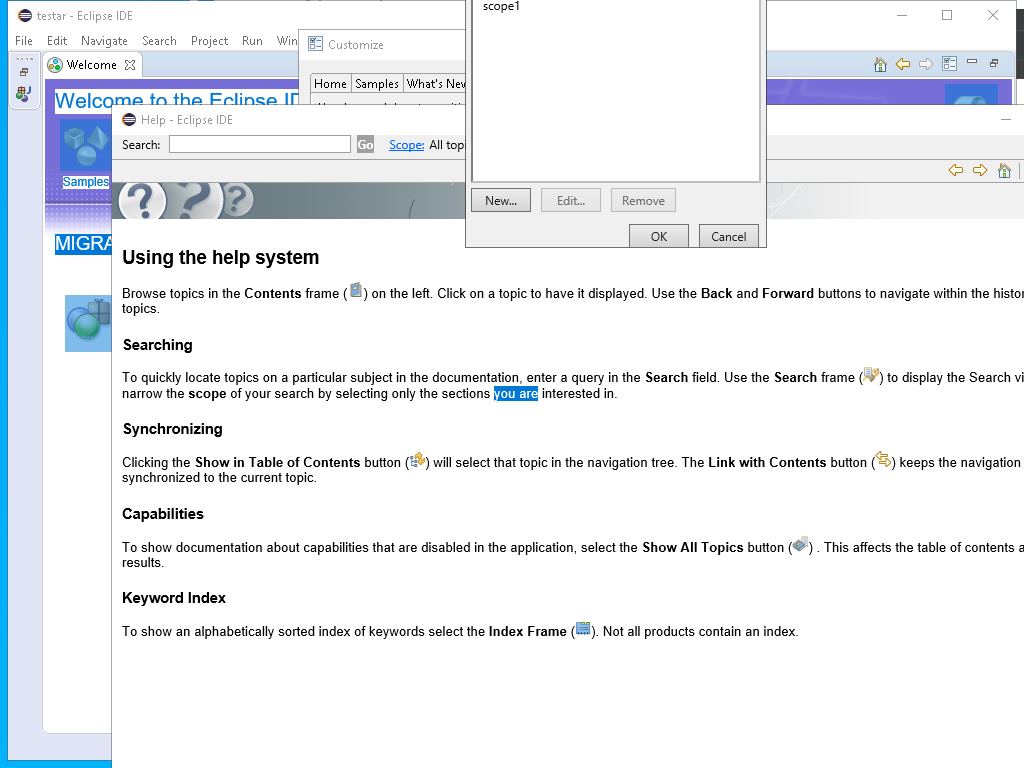 testar - Eclipse IDE
File Edit Navigate Search Project Run Win
Customize
Welcome
Home Samples What's New
Welcome to the Eclipse ID
Samples
MIGRA
scope1
New... Edit... Remove
OK Cancel
Help - Eclipse IDE
Search: Go Scope: All top
Using the help system
Browse topics in the Contents frame ( ) on the left. Click on a topic to have it displayed. Use the Back and Forward buttons to navigate within the histor
topics.
Searching
To quickly locate topics on a particular subject in the documentation, enter a query in the Search field. Use the Search frame ( ) to display the Search vi
narrow the scope of your search by selecting only the sections you are interested in.
Synchronizing
Clicking the Show in Table of Contents button ( ) will select that topic in the navigation tree. The Link with Contents button ( ) keeps the navigation
synchronized to the current topic.
Capabilities
To show documentation about capabilities that are disabled in the application, select the Show All Topics button ( ) . This affects the table of contents a
results.
Keyword Index
To show an alphabetically sorted index of keywords select the Index Frame ( ). Not all products contain an index.